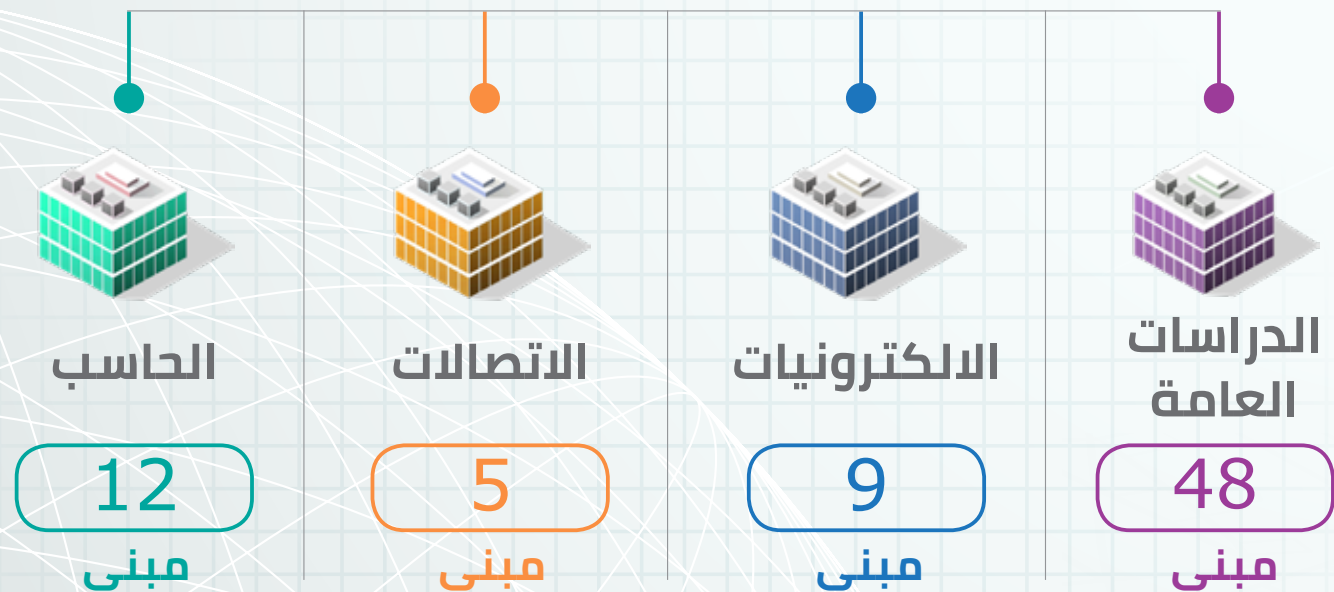 الدراسات
العامة
48
مبنى
الالكترونيات
9
مبنى
الاتصالات
5
مبنى
الحاسب
12
مبنى